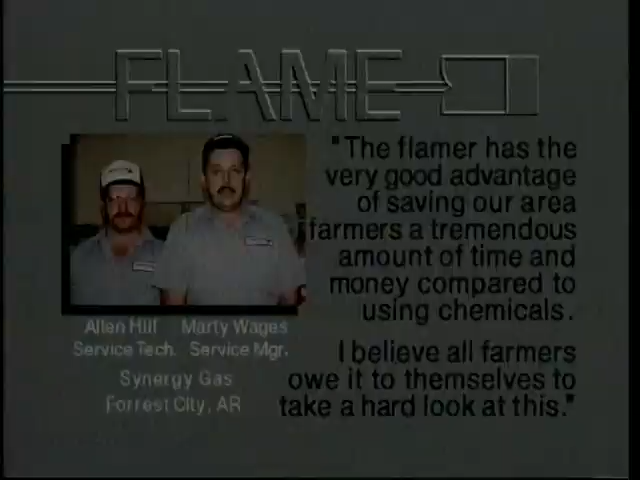 FLAME
"The flamer has the
very good advantage
of saving our area
farmers a tremendous
amount of time and
money compared to
using chemicals.
I believe all farmers
owe it to themselves to
take a hard look at this."
Allen Hill Marty Wages
Service Tech. Service Mgr.
Synergy Gas
Forrest City, AR